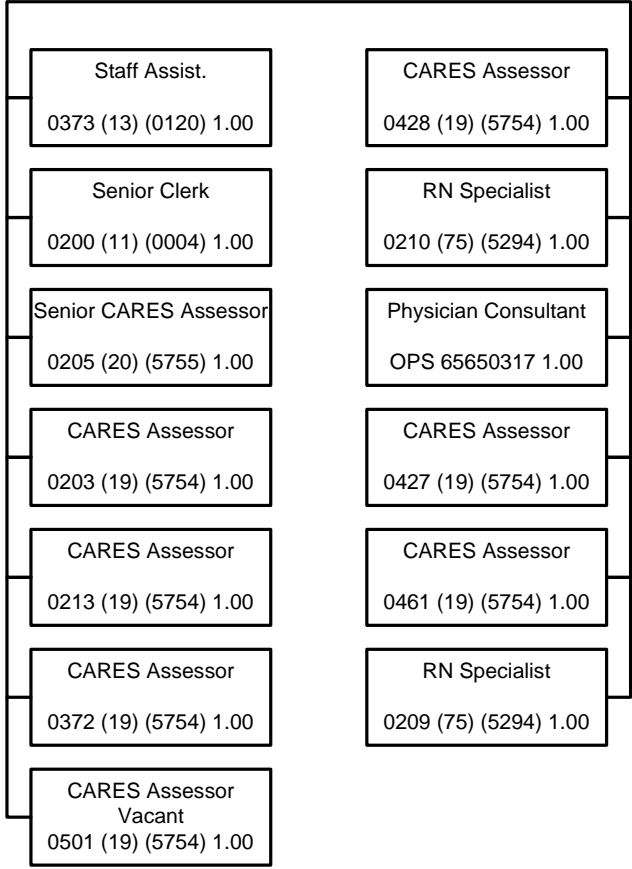 Staff Assist.
0373 (13) (0120) 1.00
Senior Clerk
0200 (11) (0004) 1.00
Senior CARES Assessor
0205 (20) (5755) 1.00
CARES Assessor
0203 (19) (5754) 1.00
CARES Assessor
0213 (19) (5754) 1.00
CARES Assessor
0372 (19) (5754) 1.00
CARES Assessor
Vacant
0501 (19) (5754) 1.00
CARES Assessor
0428 (19) (5754) 1.00
RN Specialist
0210 (75) (5294) 1.00
Physician Consultant
OPS 65650317 1.00
CARES Assessor
0427 (19) (5754) 1.00
CARES Assessor
0461 (19) (5754) 1.00
RN Specialist
0209 (75) (5294) 1.00